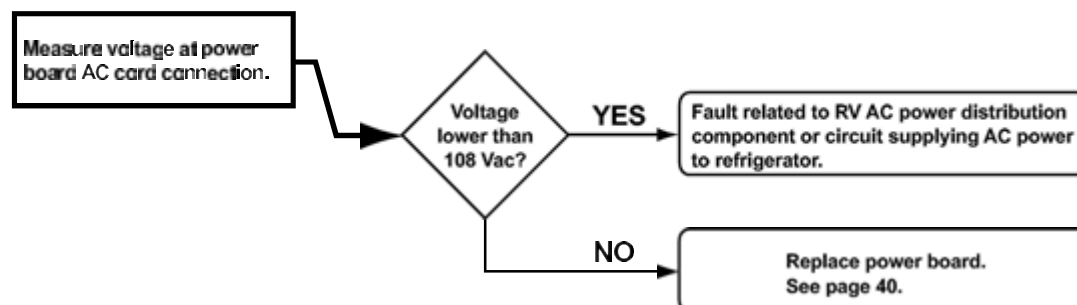 Measure voltage at power
board AC card connection.
Voltage
lower than
108 Vac?
YES
Fault related to RV AC power distribution
component or circuit supplying AC power
to refrigerator.
NO
Replace power board.
See page 40.